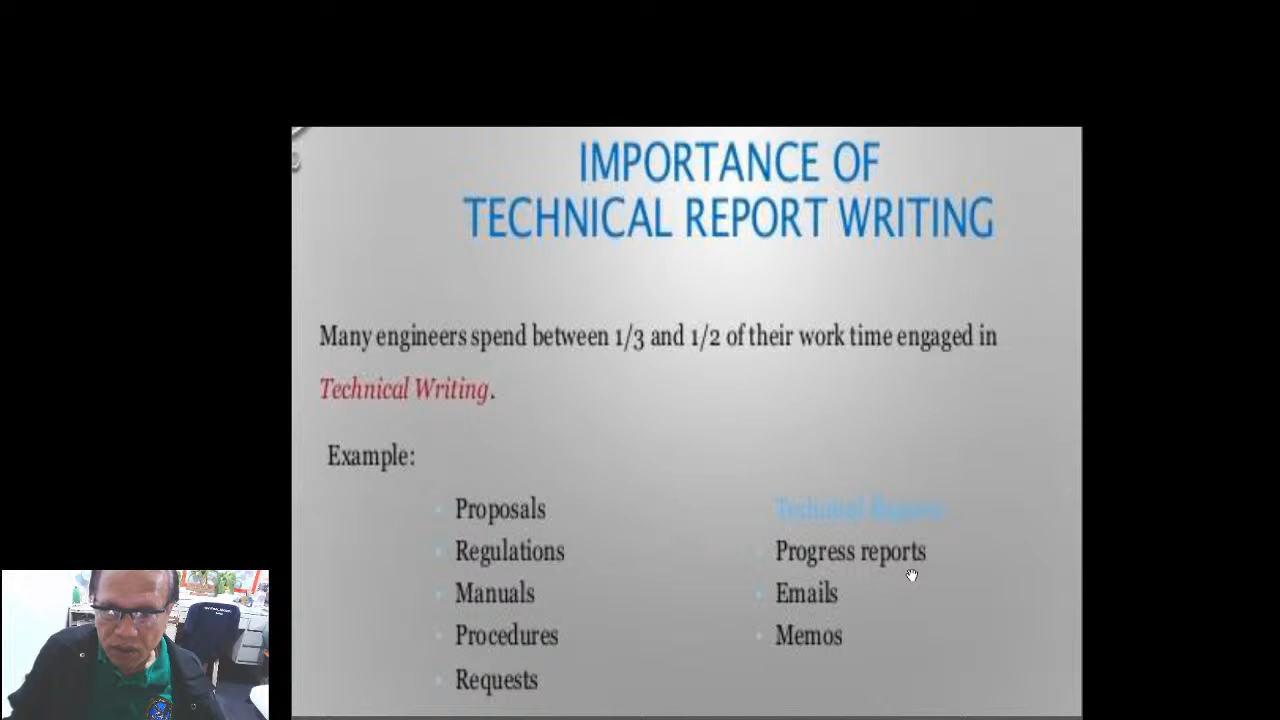 IMPORTANCE OF
TECHNICAL REPORT WRITING
Many engineers spend between 1/3 and 1/2 of their work time engaged in
Technical Writing.
Example:
Proposals
Regulations
Manuals
Procedures
Requests
Technical Reports
Progress reports
Emails
Memos